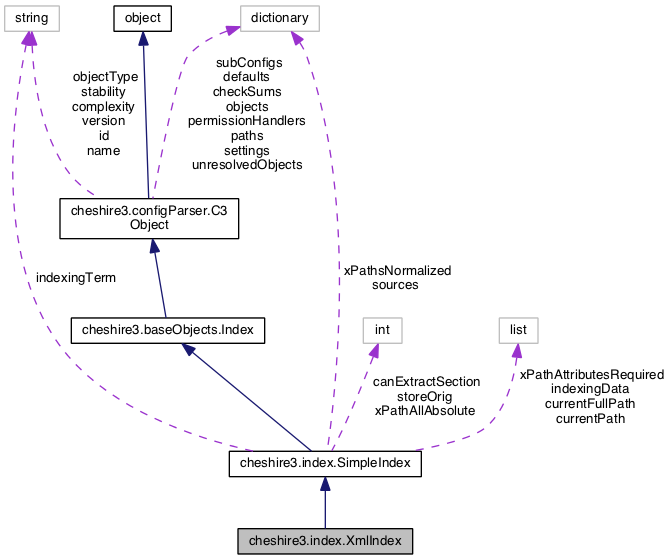 string
object
dictionary
objectType
stability
complexity
version
id
name
subConfigs
defaults
checkSums
objects
permissionHandlers
paths
settings
unresolvedObjects
cheshire3.configParser.C3
Object
indexingTerm
xPathsNormalized
sources
cheshire3.baseObjects.Index
int
list
canExtractSection
storeOrig
xPathAllAbsolute
xPathAttributesRequired
indexingData
currentFullPath
currentPath
cheshire3.index.SimpleIndex
cheshire3.index.XmlIndex